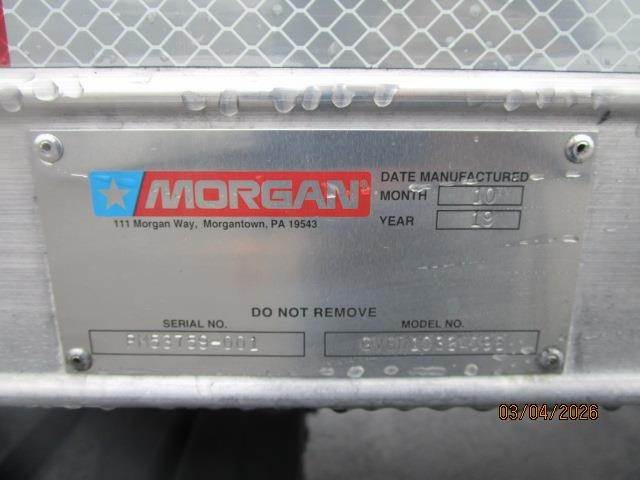 MORGAN®
111 Morgan Way, Morgantown, PA 19543
DATE MANUFACTURED
MONTH 10
YEAR 19
DO NOT REMOVE
SERIAL NO.
MODEL NO.
03/04/2026